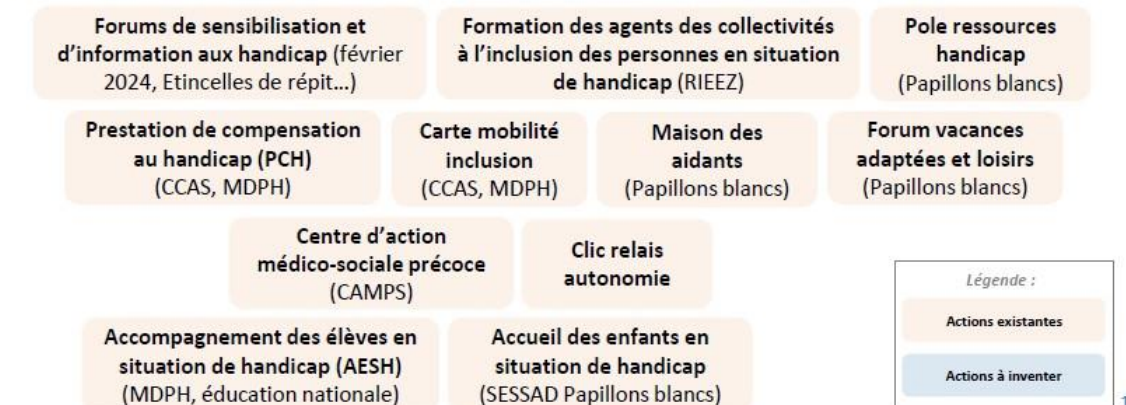 Forums de sensibilisation et
d'information aux handicap (février
2024, Etincelles de répit…)
Formation des agents des collectivités
à l'inclusion des personnes en situation
de handicap (RIEEZ)
Pole ressources
handicap
(Papillons blancs)
Prestation de compensation
au handicap (PCH)
(CCAS, MDPH)
Carte mobilité
inclusion
(CCAS, MDPH)
Maison des
aidants
(Papillons blancs)
Forum vacances
adaptées et loisirs
(Papillons blancs)
Centre d'action
médico-sociale précoce
(CAMPS)
Clic relais
autonomie
Accompagnement des élèves en
situation de handicap (AESH)
(MDPH, éducation nationale)
Accueil des enfants en
situation de handicap
(SESSAD Papillons blancs)
Légende :
Actions existantes
Actions à inventer
1